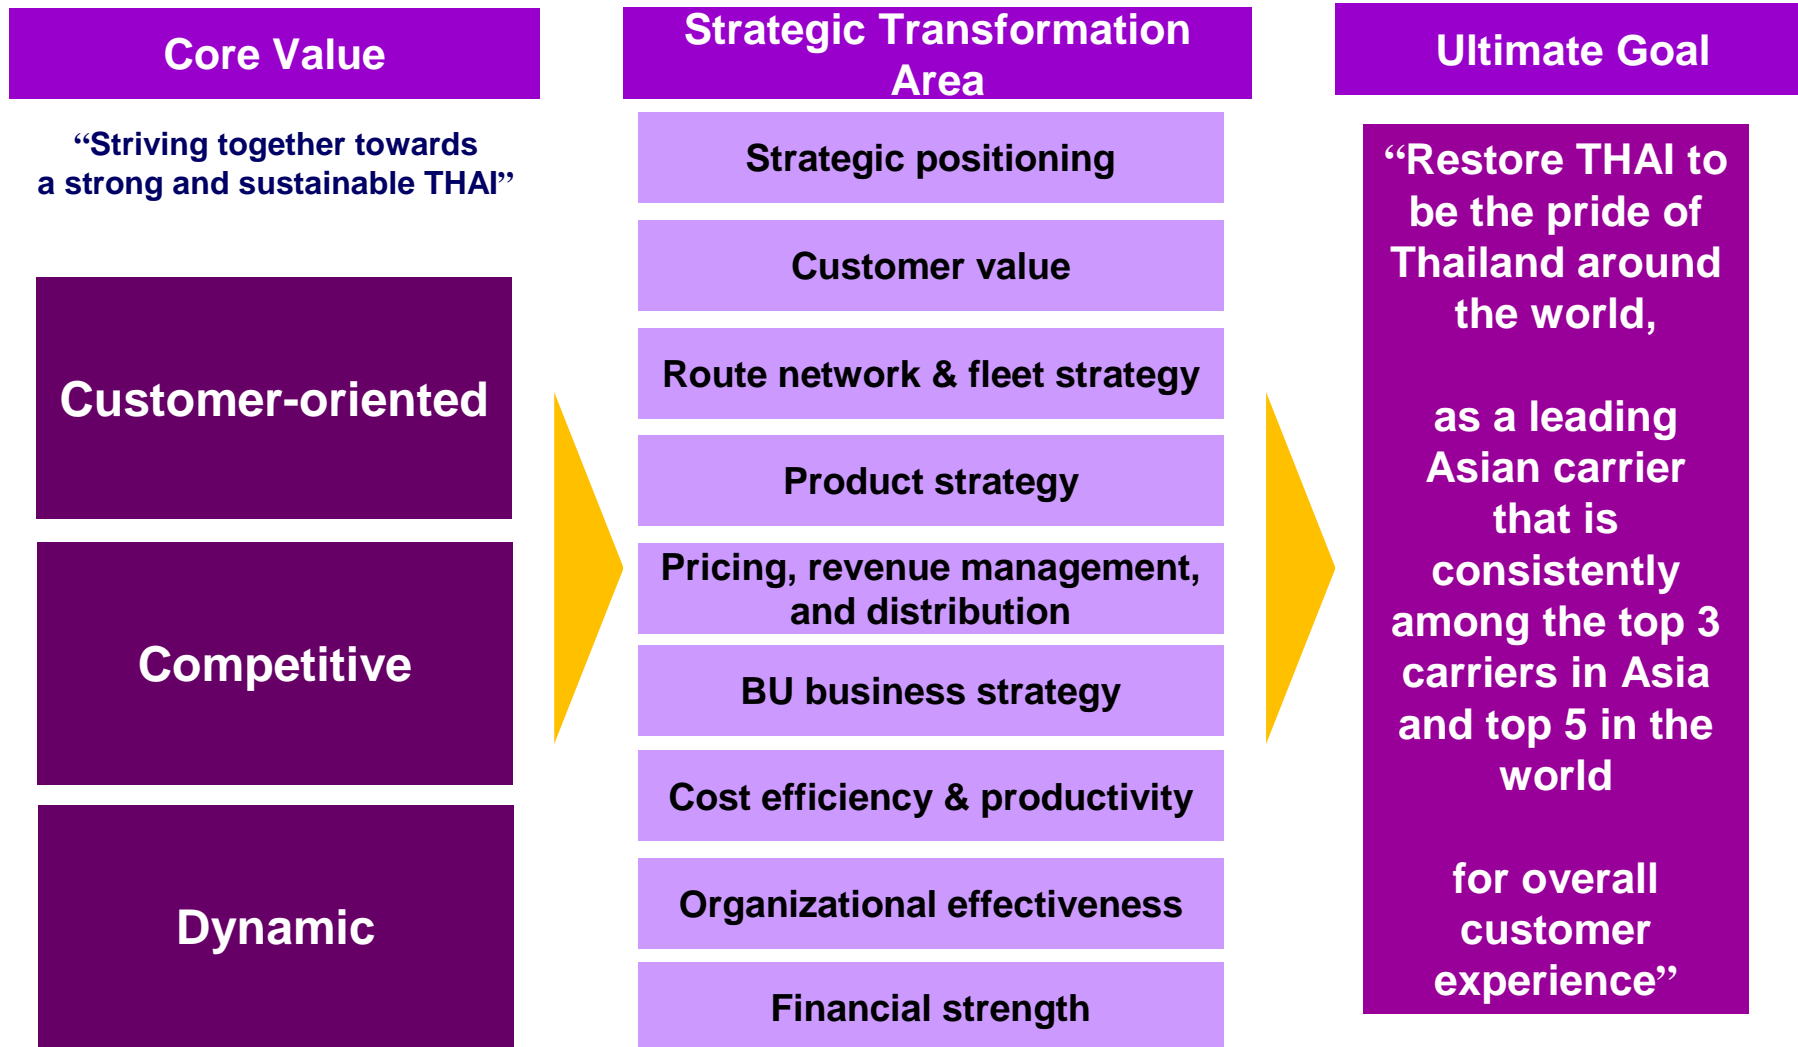 Core Value
“Striving together towards
a strong and sustainable THAI”
Customer-oriented
Competitive
Dynamic
Strategic Transformation
Area
Strategic positioning
Customer value
Route network & fleet strategy
Product strategy
Pricing, revenue management,
and distribution
BU business strategy
Cost efficiency & productivity
Organizational effectiveness
Financial strength
Ultimate Goal
“Restore THAI to
be the pride of
Thailand around
the world,
as a leading
Asian carrier
that is
consistently
among the top 3
carriers in Asia
and top 5 in the
world
for overall
customer
experience”